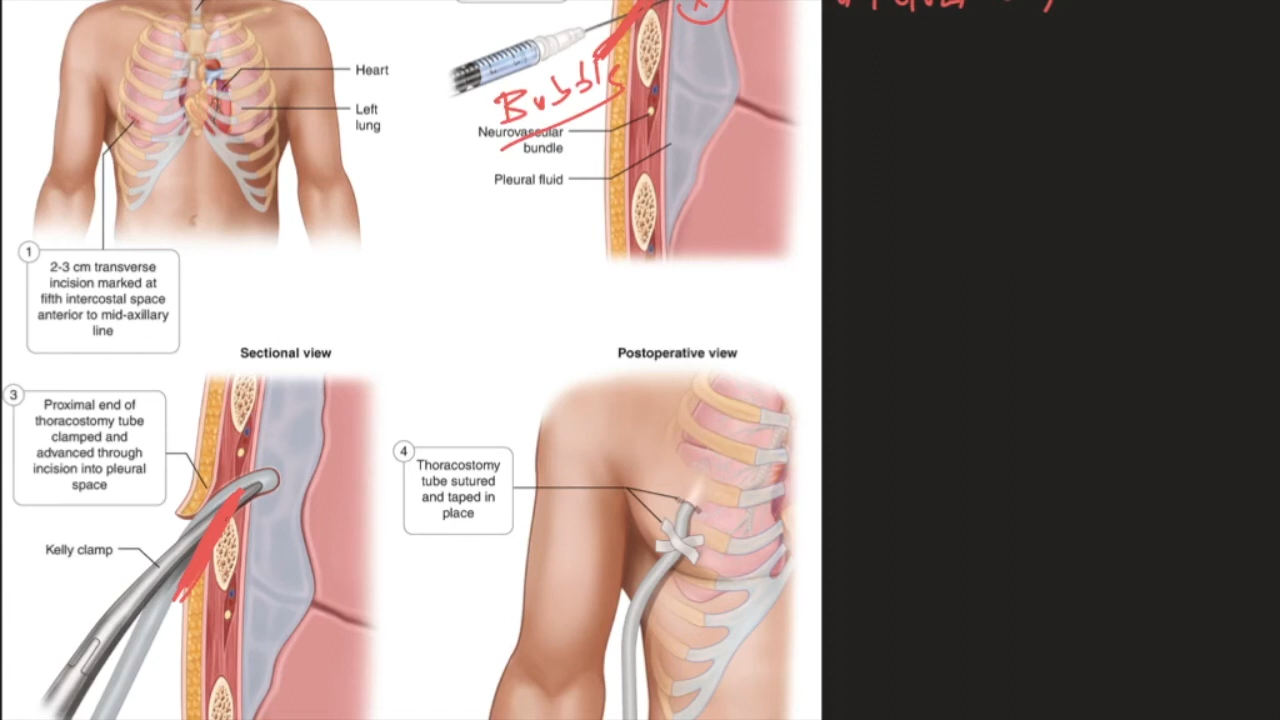 Heart
Left
lung
Bubbles
Neurovascular
bundle
Pleural fluid
1
2-3 cm transverse
incision marked at
fifth intercostal space
anterior to mid-axillary
line
Sectional view
Postoperative view
3
Proximal end of
thoracostomy tube
clamped and
advanced through
incision into pleural
space
4
Thoracostomy
tube sutured
and taped in
place
Kelly clamp